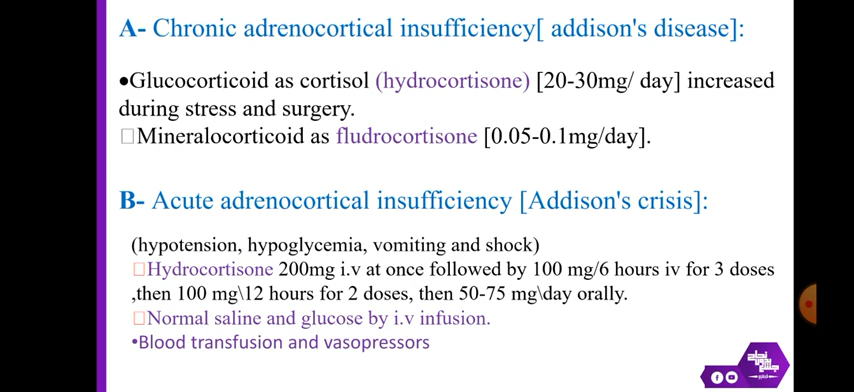 A- Chronic adrenocortical insufficiency[ addison's disease]:
•Glucocorticoid as cortisol (hydrocortisone) [20-30mg/ day] increased
during stress and surgery.
□Mineralocorticoid as fludrocortisone [0.05-0.1mg/day].
B- Acute adrenocortical insufficiency [Addison's crisis]:
(hypotension, hypoglycemia, vomiting and shock)
□Hydrocortisone 200mg i.v at once followed by 100 mg/6 hours iv for 3 doses
,then 100 mg\12 hours for 2 doses, then 50-75 mg\day orally.
□Normal saline and glucose by i.v infusion.
•Blood transfusion and vasopressors